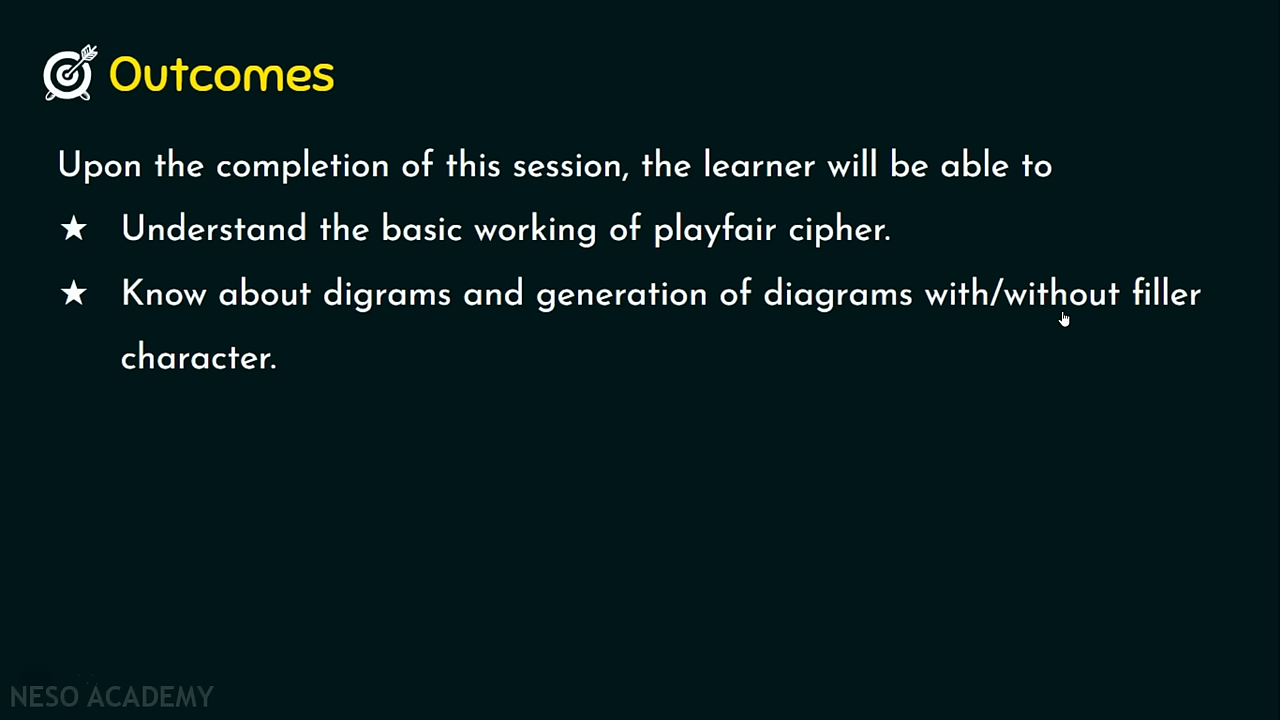 Outcomes
Upon the completion of this session, the learner will be able to
★ Understand the basic working of playfair cipher.
★ Know about digrams and generation of diagrams with/without filler
character.
NESO ACADEMY